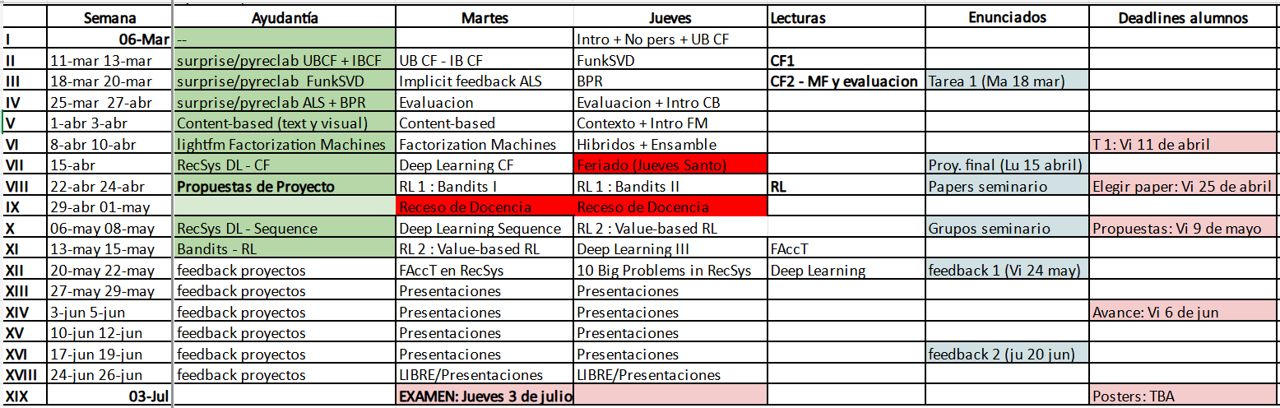 Semana Ayudantía Martes Jueves Lecturas Enunciados Deadlines alumnos
I 06-Mar -- Intro + No pers + UB CF
II 11-mar 13-mar surprise/pyreclab UBCF + IBCF UB CF - IB CF FunkSVD CF1
III 18-mar 20-mar surprise/pyreclab FunkSVD Implicit feedback ALS BPR CF2 - MF y evaluacion Tarea 1 (Ma 18 mar)
IV 25-mar 27-abr surprise/pyreclab ALS + BPR Evaluacion Evaluacion + Intro CB
V 1-abr 3-abr Content-based (text y visual) Content-based Contexto + Intro FM
VI 8-abr 10-abr lightfm Factorization Machines Factorization Machines Hibridos + Ensamble T 1: Vi 11 de abril
VII 15-abr RecSys DL - CF Deep Learning CF Feriado (Jueves Santo) Proy. final (Lu 15 abril)
VIII 22-abr 24-abr Propuestas de Proyecto RL 1 : Bandits I RL 1 : Bandits II RL Papers seminario Elegir paper: Vi 25 de abril
IX 29-abr 01-may Receso de Docencia Receso de Docencia
X 06-may 08-may RecSys DL - Sequence Deep Learning Sequence RL 2 : Value-based RL Grupos seminario Propuestas: Vi 9 de mayo
XI 13-may 15-may Bandits - RL RL 2 : Value-based RL Deep Learning III FAccT
XII 20-may 22-may feedback proyectos FAccT en RecSys 10 Big Problems in RecSys Deep Learning feedback 1 (Vi 24 may)
XIII 27-may 29-may feedback proyectos Presentaciones Presentaciones
XIV 3-jun 5-jun feedback proyectos Presentaciones Presentaciones Avance: Vi 6 de jun
XV 10-jun 12-jun feedback proyectos Presentaciones Presentaciones
XVI 17-jun 19-jun feedback proyectos Presentaciones Presentaciones feedback 2 (ju 20 jun)
XVIII 24-jun 26-jun feedback proyectos LIBRE/Presentaciones LIBRE/Presentaciones
XIX 03-Jul EXAMEN: Jueves 3 de julio Posters: TBA